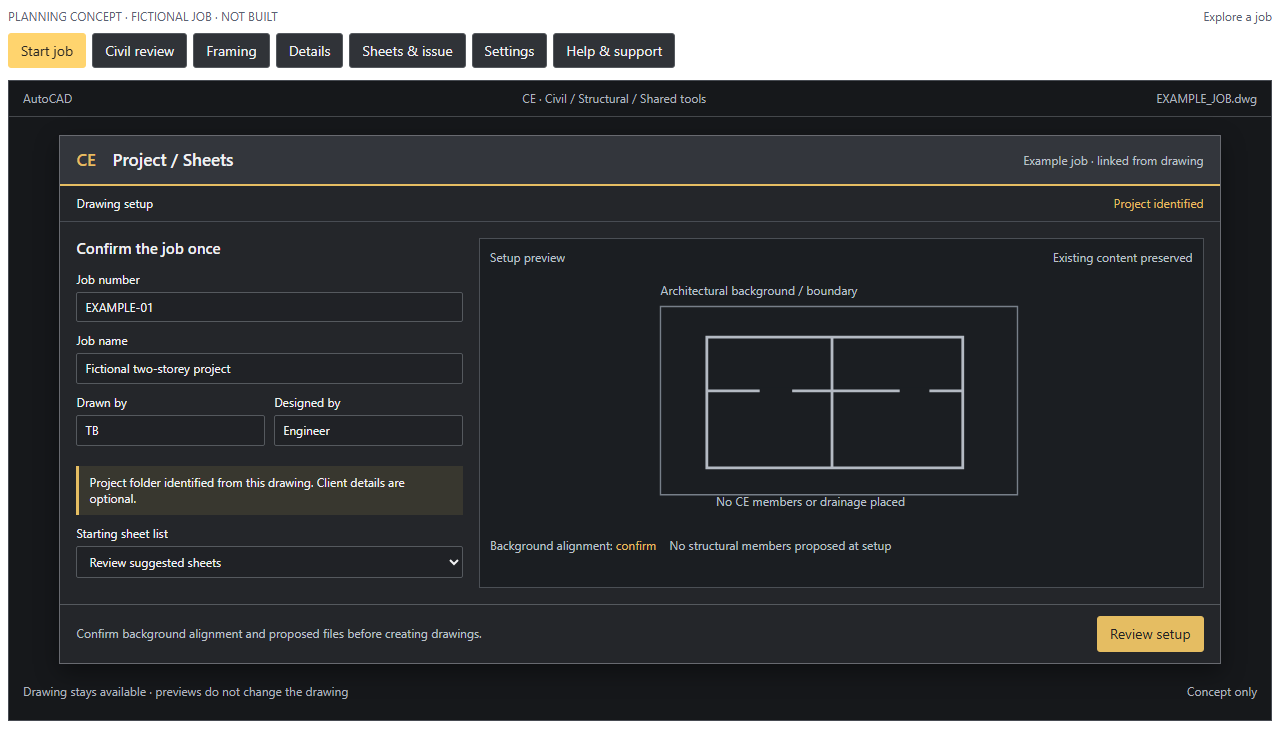 PLANNING CONCEPT · FICTIONAL JOB · NOT BUILT
Explore a job
Start job
Civil review
Framing
Details
Sheets & issue
Settings
Help & support
AutoCAD
CE · Civil / Structural / Shared tools
EXAMPLE_JOB.dwg
CE Project / Sheets
Example job · linked from drawing
Drawing setup
Project identified
Confirm the job once
Job number
EXAMPLE-01
Job name
Fictional two-storey project
Drawn by
Designed by
TB
Engineer
Project folder identified from this drawing. Client details are
optional.
Starting sheet list
Review suggested sheets
Setup preview
Existing content preserved
Architectural background / boundary
No CE members or drainage placed
Background alignment: confirm
No structural members proposed at setup
Confirm background alignment and proposed files before creating drawings.
Review setup
Drawing stays available · previews do not change the drawing
Concept only